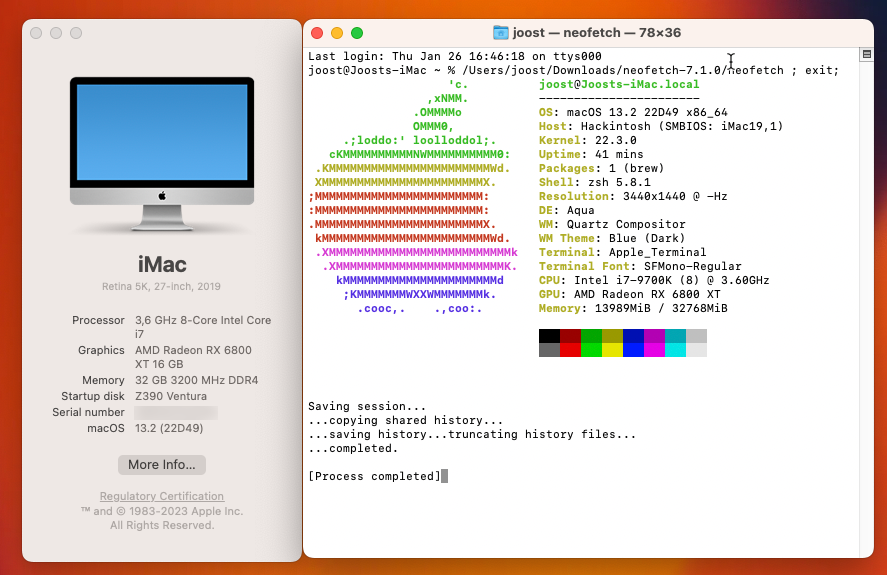 iMac
Retina 5K, 27-inch, 2019
Processor 3,6 GHz 8-Core Intel Core
i7
Graphics AMD Radeon RX 6800
XT 16 GB
Memory 32 GB 3200 MHz DDR4
Startup disk Z390 Ventura
Serial number
macOS 13.2 (22D49)
More Info...
Regulatory Certification
™ and © 1983-2023 Apple Inc.
All Rights Reserved.
joost — neofetch — 78×36
Last login: Thu Jan 26 16:46:18 on ttys000
joost@Joosts-iMac ~ % /Users/joost/Downloads/neofetch-7.1.0/neofetch ; exit;
'c. joost@Joosts-iMac.local
,xNMM. -----------------------
.OMMMMo OS: macOS 13.2 22D49 x86_64
OMMM0, Host: Hackintosh (SMBIOS: iMac19,1)
.;loddo:' loolloddol;. Kernel: 22.3.0
cKMMMMMMMMMMNWMMMMMMMMMM0: Uptime: 41 mins
.KMMMMMMMMMMMMMMMMMMMMMMMWd. Packages: 1 (brew)
XMMMMMMMMMMMMMMMMMMMMMMMX. Shell: zsh 5.8.1
;MMMMMMMMMMMMMMMMMMMMMMMM: Resolution: 3440x1440 @ -Hz
:MMMMMMMMMMMMMMMMMMMMMMMM: DE: Aqua
.MMMMMMMMMMMMMMMMMMMMMMMMX. WM: Quartz Compositor
kMMMMMMMMMMMMMMMMMMMMMMMMWd. WM Theme: Blue (Dark)
.XMMMMMMMMMMMMMMMMMMMMMMMMMMk Terminal: Apple_Terminal
.XMMMMMMMMMMMMMMMMMMMMMMMMK. Terminal Font: SFMono-Regular
kMMMMMMMMMMMMMMMMMMMMMMd CPU: Intel i7-9700K (8) @ 3.60GHz
;KMMMMMMMWXXWMMMMMMMk. GPU: AMD Radeon RX 6800 XT
.cooc,. .,coo:. Memory: 13989MiB / 32768MiB
Saving session...
...copying shared history...
...saving history...truncating history files...
...completed.
[Process completed]